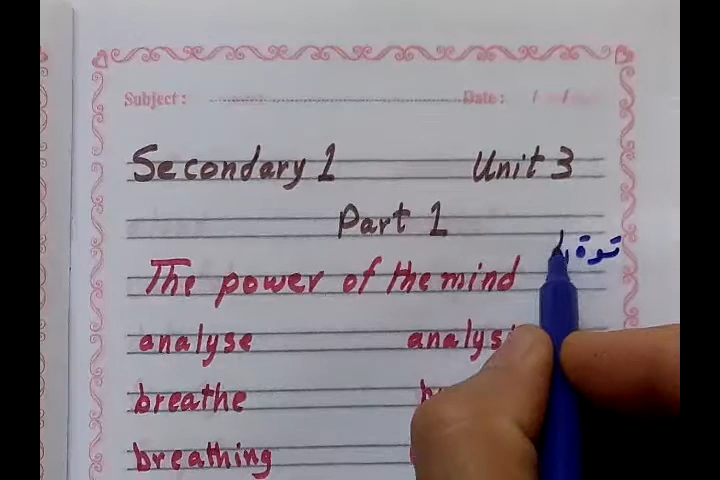 Subject: Date: / /
Secondary 1 Unit 3
Part 1
The power of the mind
analyse
breathe
breathing